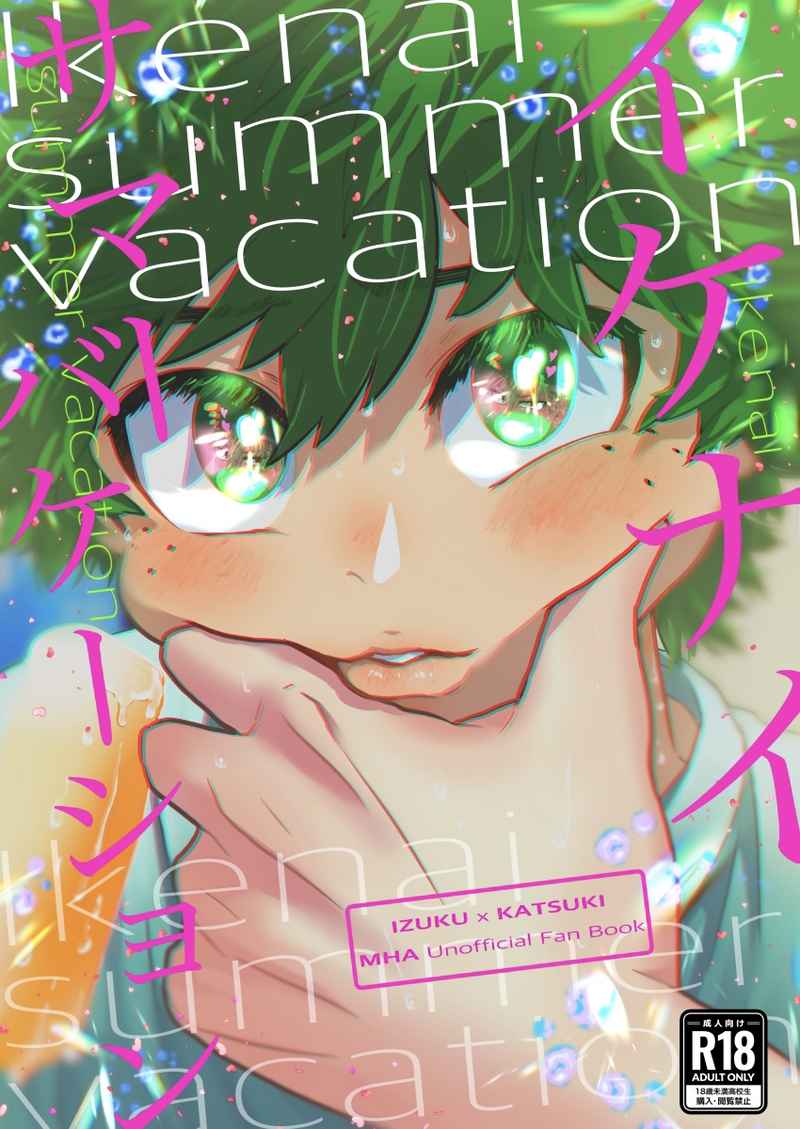 Ikenai
summer
vacation
イケナイ
サマーバケーション
Ikenai
summer vacation
IZUKU × KATSUKI
MHA Unofficial Fan Book
Ikenai
summer
vacation
成人向け
R18
ADULT ONLY
18歳未満高校生
購入・閲覧禁止